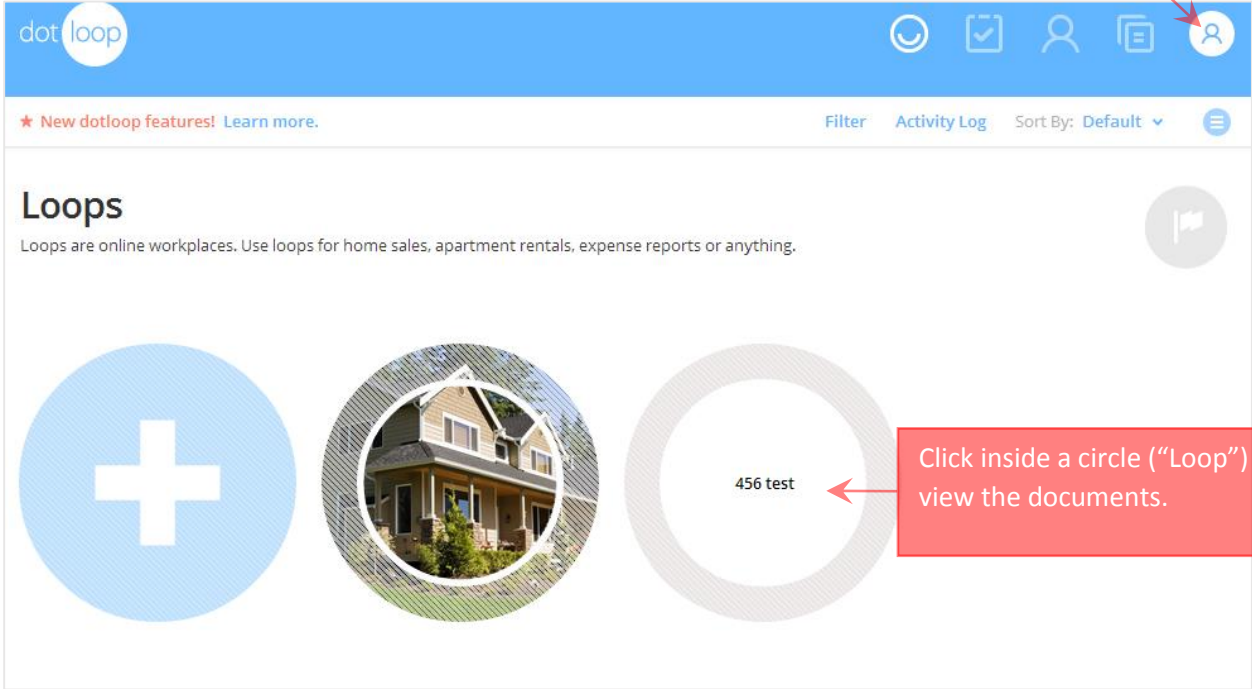 dot loop
★ New dotloop features! Learn more.
Filter Activity Log Sort By: Default
Loops
Loops are online workplaces. Use loops for home sales, apartment rentals, expense reports or anything.
456 test
Click inside a circle (“Loop”)
view the documents.